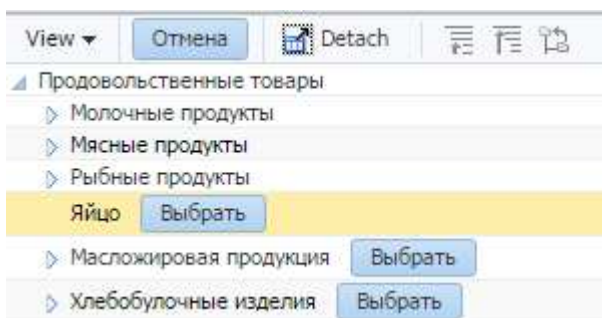 View Отмена Detach
Продовольственные товары
Молочные продукты
Мясные продукты
Рыбные продукты
Яйцо Выбрать
Масложировая продукция Выбрать
Хлебобулочные изделия Выбрать